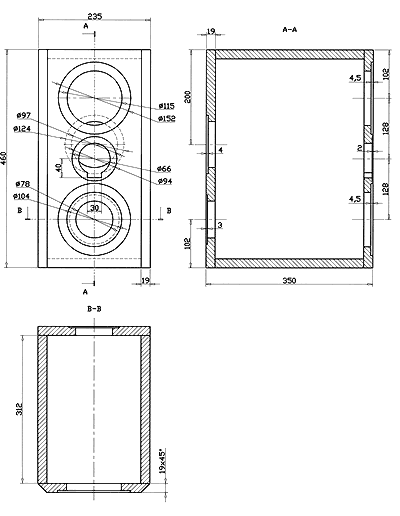 235
A
460
ø97
ø124
ø115
ø152
40
ø66
ø94
ø78
ø104
30
B
B
A
19
A-A
19
200
102
4,5
128
4
2
128
4,5
3
102
350
B-B
312
19x45°